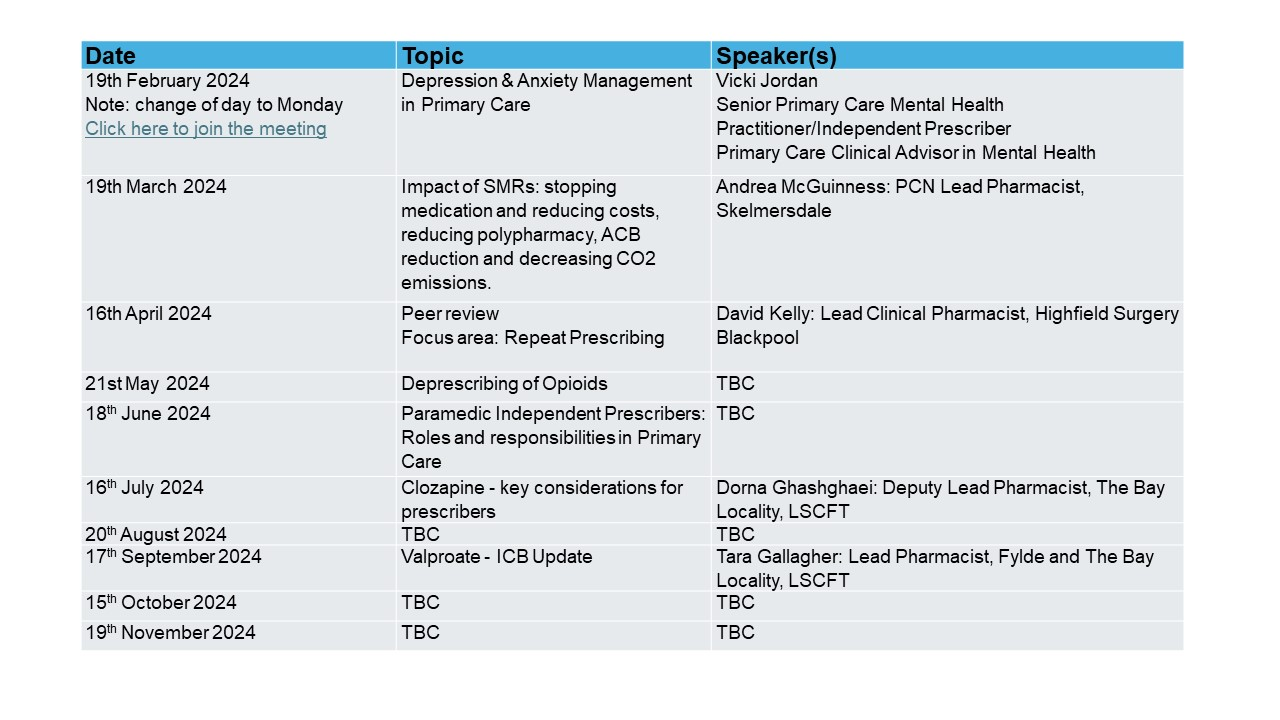 Date Topic Speaker(s)
19th February 2024
Note: change of day to Monday
Click here to join the meeting
Depression & Anxiety Management
in Primary Care
Vicki Jordan
Senior Primary Care Mental Health
Practitioner/Independent Prescriber
Primary Care Clinical Advisor in Mental Health
19th March 2024
Impact of SMRs: stopping
medication and reducing costs,
reducing polypharmacy, ACB
reduction and decreasing CO2
emissions.
Andrea McGuinness: PCN Lead Pharmacist,
Skelmersdale
16th April 2024
Peer review
Focus area: Repeat Prescribing
David Kelly: Lead Clinical Pharmacist, Highfield Surgery
Blackpool
21st May 2024
Deprescribing of Opioids
TBC
18th June 2024
Paramedic Independent Prescribers:
Roles and responsibilities in Primary
Care
TBC
16th July 2024
Clozapine - key considerations for
prescribers
Dorna Ghashghaei: Deputy Lead Pharmacist, The Bay
Locality, LSCFT
20th August 2024
TBC
TBC
17th September 2024
Valproate - ICB Update
Tara Gallagher: Lead Pharmacist, Fylde and The Bay
Locality, LSCFT
15th October 2024
TBC
TBC
19th November 2024
TBC
TBC